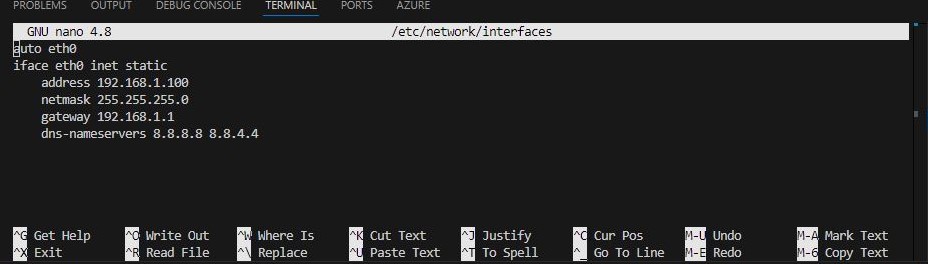 PROBLEMS OUTPUT DEBUG CONSOLE TERMINAL PORTS AZURE
GNU nano 4.8 /etc/network/interfaces
auto eth0
iface eth0 inet static
address 192.168.1.100
netmask 255.255.255.0
gateway 192.168.1.1
dns-nameservers 8.8.8.8 8.8.4.4
^G Get Help ^O Write Out ^W Where Is ^K Cut Text ^J Justify ^C Cur Pos M-U Undo M-A Mark Text
^X Exit ^R Read File ^\ Replace ^U Paste Text ^T To Spell ^_ Go To Line M-E Redo M-6 Copy Text